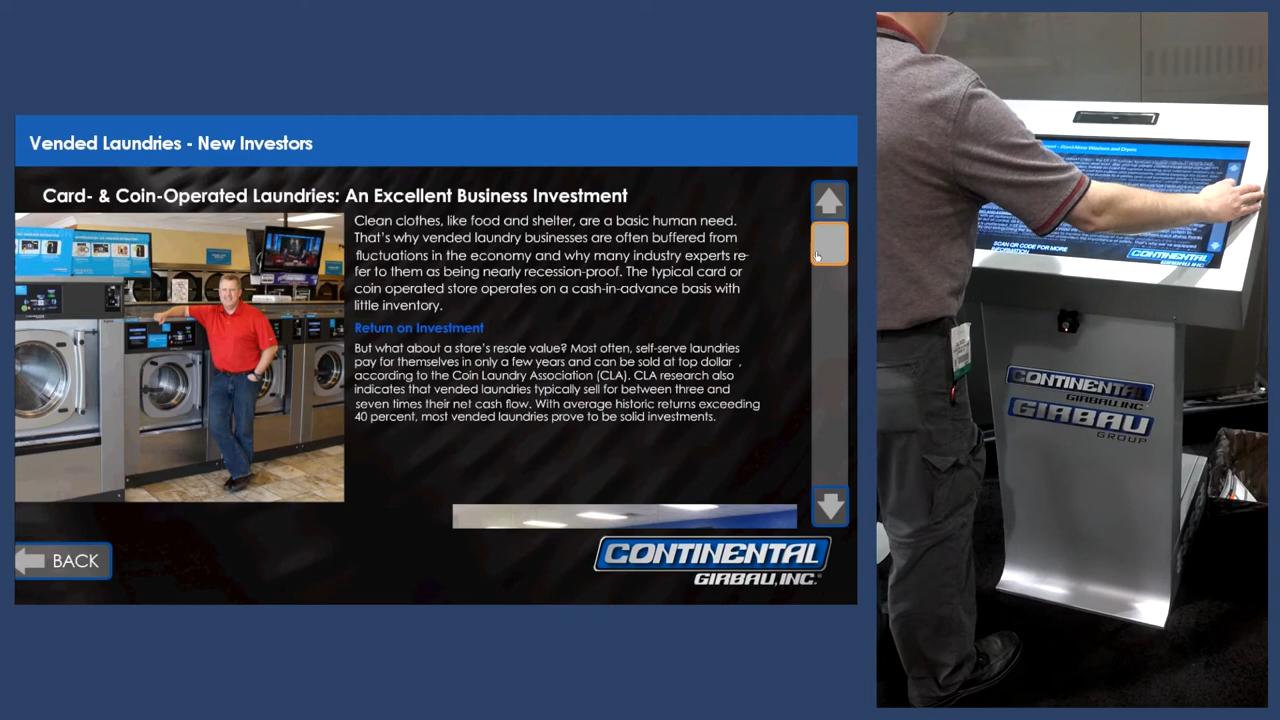 Vended Laundries - New Investors
Card- & Coin-Operated Laundries: An Excellent Business Investment
Clean clothes, like food and shelter, are a basic human need.
That's why vended laundry businesses are often buffered from
fluctuations in the economy and why many industry experts re-
fer to them as being nearly recession-proof. The typical card or
coin operated store operates on a cash-in-advance basis with
little inventory.
Return on Investment
But what about a store's resale value? Most often, self-serve laundries
pay for themselves in only a few years and can be sold at top dollar ,
according to the Coin Laundry Association (CLA). CLA research also
indicates that vended laundries typically sell for between three and
seven times their net cash flow. With average historic returns exceeding
40 percent, most vended laundries prove to be solid investments.
BACK
CONTINENTAL
GIRBAU, INC.®
SCAN QR CODE FOR MORE
INFORMATION
CONTINENTAL
CONTINENTAL
GIRBAU INC
GIRBAU
GROUP